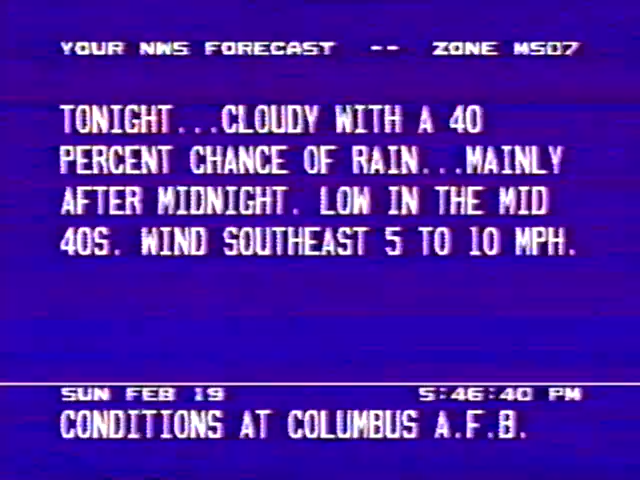 YOUR NWS FORECAST -- ZONE MS07
TONIGHT...CLOUDY WITH A 40
PERCENT CHANCE OF RAIN...MAINLY
AFTER MIDNIGHT. LOW IN THE MID
40S. WIND SOUTHEAST 5 TO 10 MPH.
SUN FEB 19 5:46:40 PM
CONDITIONS AT COLUMBUS A.F.B.